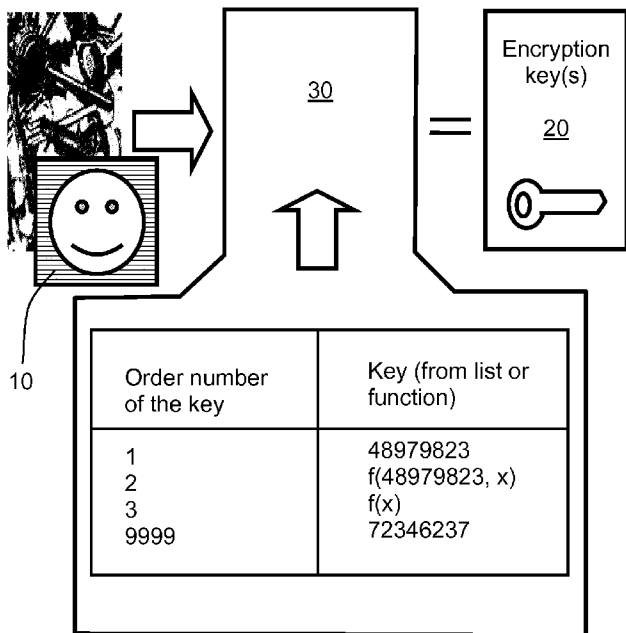 30
Encryption
key(s)
20
10
Order number
of the key
Key (from list or
function)
1
48979823
2
f(48979823, x)
3
f(x)
9999
72346237